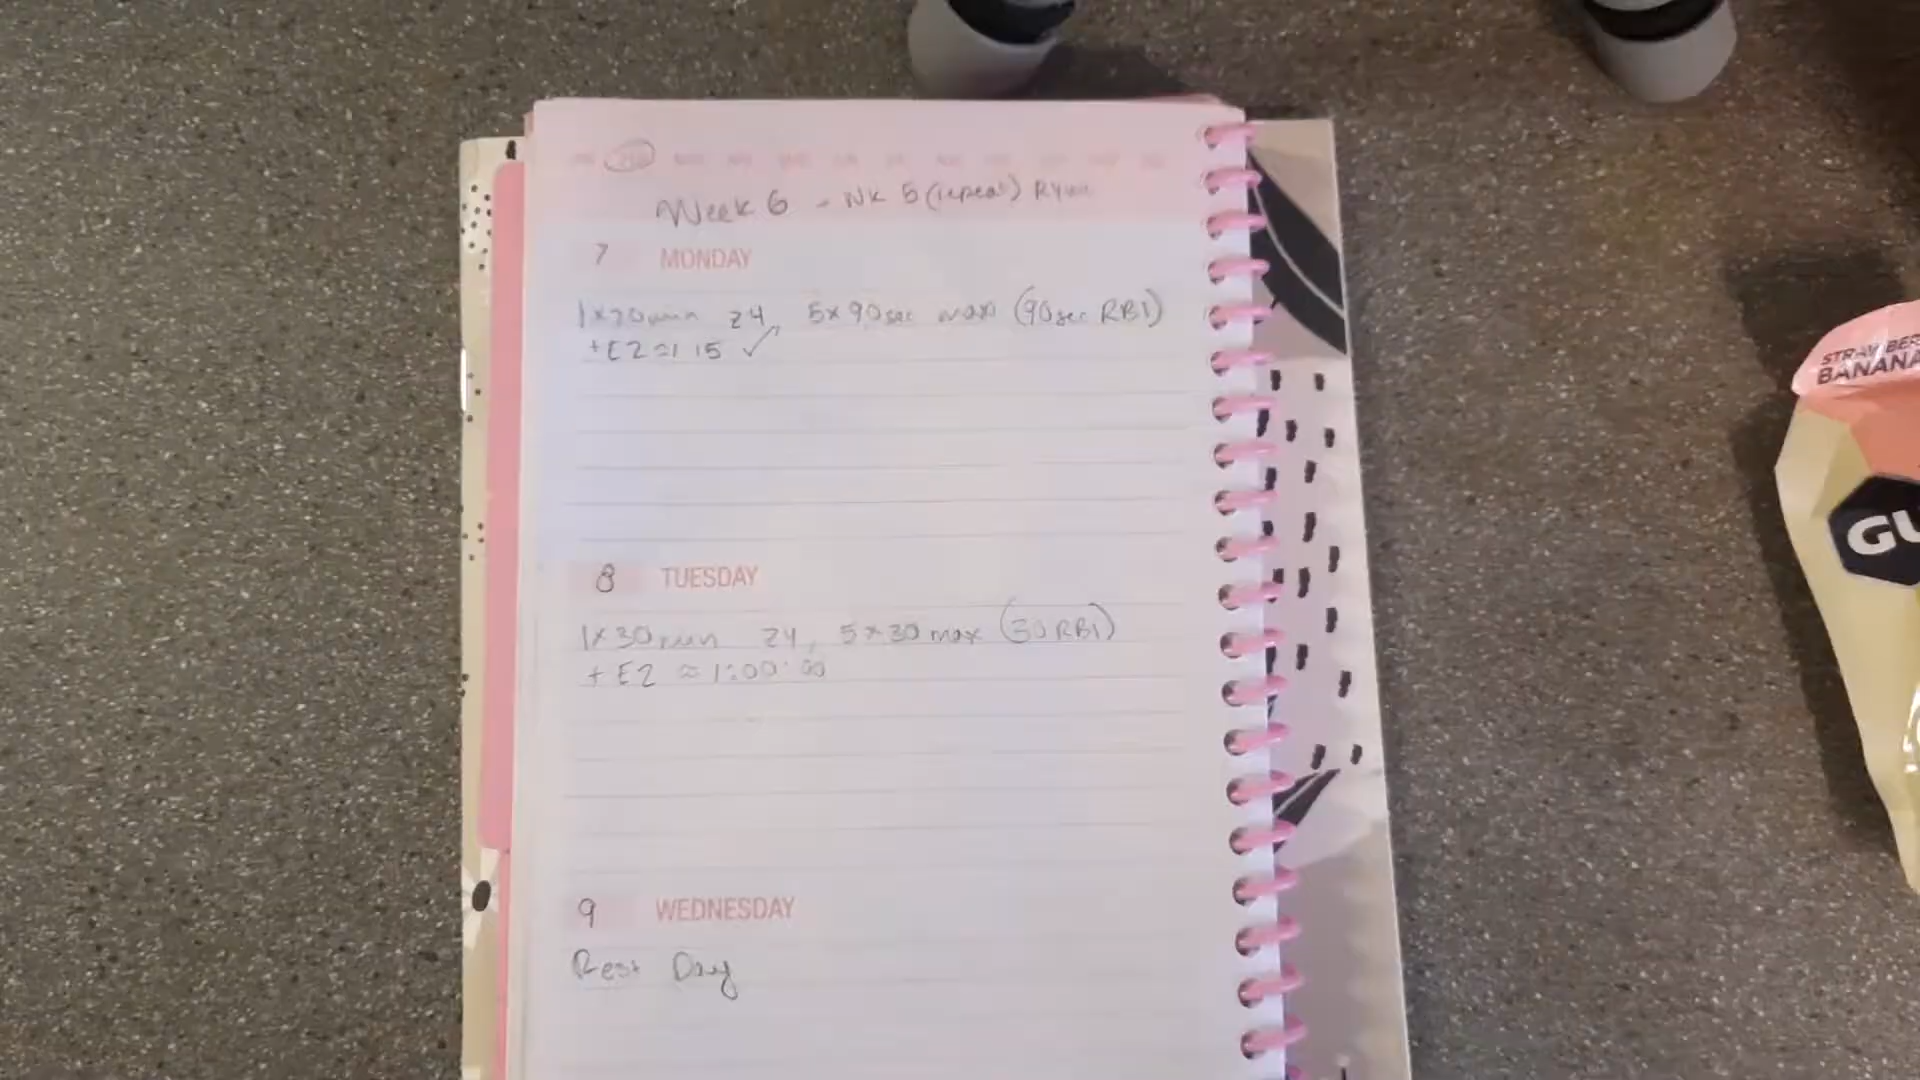 Week 6 - Wk 5 (repeat)
7 MONDAY
1x30min Z4, 5x90sec max (90sec RBI)
+E2 ≈1 15 ✓
8 TUESDAY
1x30min Z4, 5x30 max (30 RBI)
+ E2 ≈ 1:00:00
9 WEDNESDAY
Rest Day
BANANA
GU